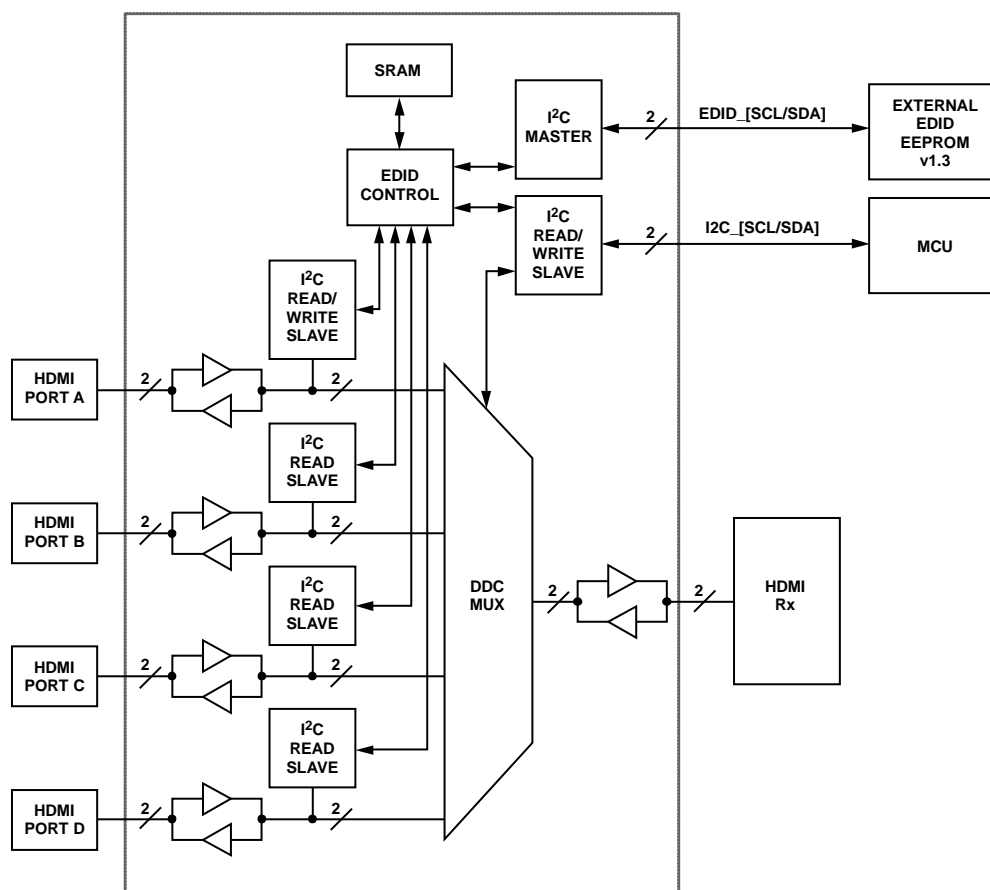 SRAM
I²C
MASTER
2
EDID_[SCL/SDA]
EXTERNAL
EDID
EEPROM
v1.3
EDID
CONTROL
I²C
READ/
WRITE
SLAVE
2
I2C_[SCL/SDA]
MCU
I²C
READ/
WRITE
SLAVE
HDMI
PORT A
2
2
I²C
READ
SLAVE
HDMI
PORT B
2
2
I²C
READ
SLAVE
DDC
MUX
2
2
HDMI
Rx
HDMI
PORT C
2
2
I²C
READ
SLAVE
HDMI
PORT D
2
2